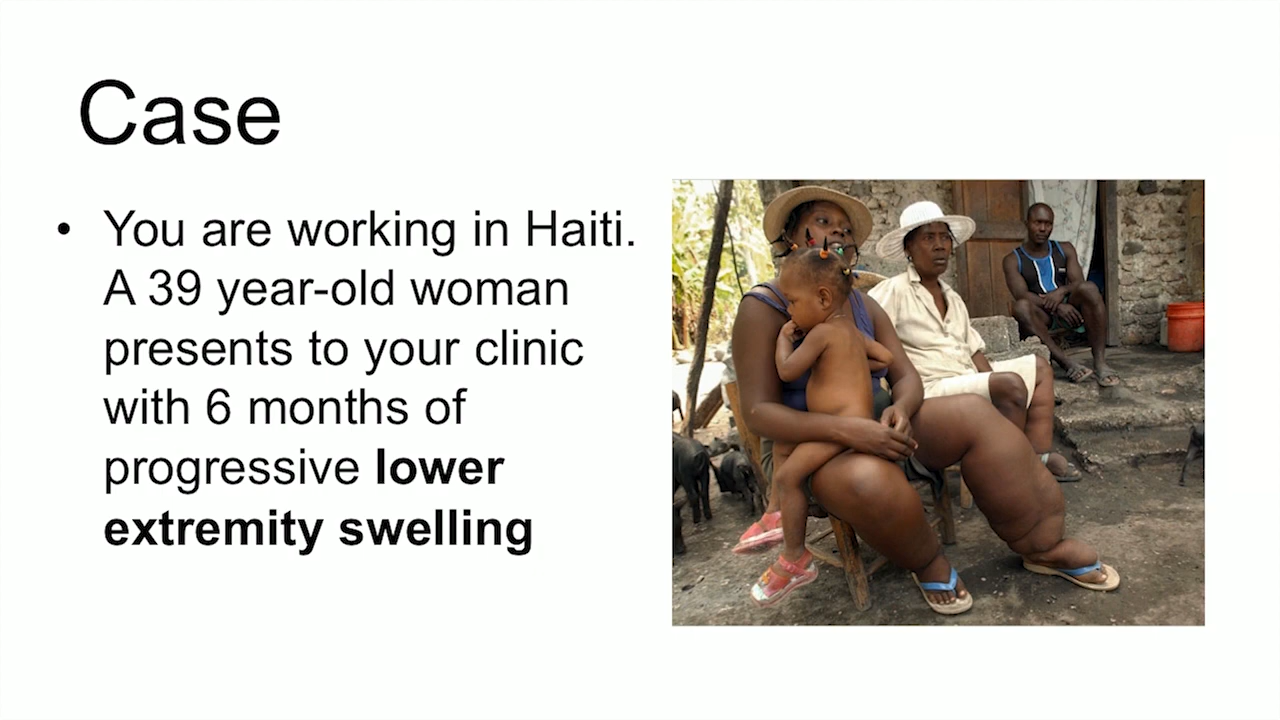 Case
• You are working in Haiti.
A 39 year-old woman
presents to your clinic
with 6 months of
progressive lower
extremity swelling